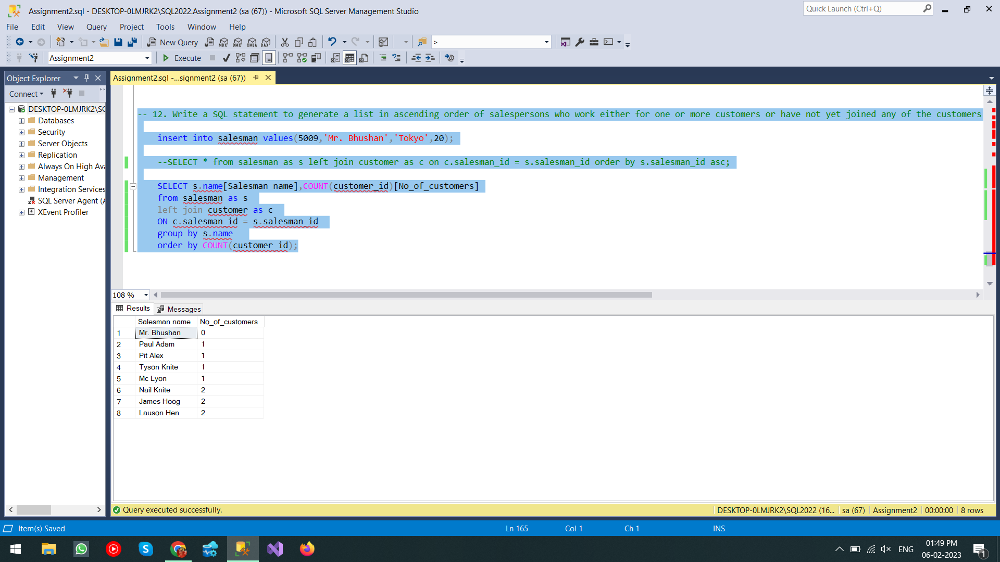 Assignment2.sql - DESKTOP-0LMJRK2\SQL2022.Assignment2 (sa (67)) - Microsoft SQL Server Management Studio
Quick Launch (Ctrl+Q)
File Edit View Query Project Tools Window Help
New Query MDX DMX XMLA DAX >
Assignment2 Execute
Object Explorer
Assignment2.sql -...signment2 (sa (67))
Connect
DESKTOP-0LMJRK2\SQ
Databases
Security
Server Objects
Replication
Always On High Av
Management
Integration Services
SQL Server Agent (A
XEvent Profiler
-- 12. Write a SQL statement to generate a list in ascending order of salespersons who work either for one or more customers or have not yet joined any of the customers
insert into salesman values(5009,'Mr. Bhushan','Tokyo',20);
--SELECT * from salesman as s left join customer as c on c.salesman_id = s.salesman_id order by s.salesman_id asc;
SELECT s.name[Salesman name],COUNT(customer_id)[No_of_customers]
from salesman as s
left join customer as c
ON c.salesman_id = s.salesman_id
group by s.name
order by COUNT(customer_id);
108 %
Results Messages
Salesman name No_of_customers
1 Mr. Bhushan 0
2 Paul Adam 1
3 Pit Alex 1
4 Tyson Knite 1
5 Mc Lyon 1
6 Nail Knite 2
7 James Hoog 2
8 Lauson Hen 2
Query executed successfully.
DESKTOP-0LMJRK2\SQL2022 (16... sa (67) Assignment2 00:00:00 8 rows
Item(s) Saved Ln 165 Col 1 Ch 1 INS
ENG
01:49 PM
06-02-2023
1